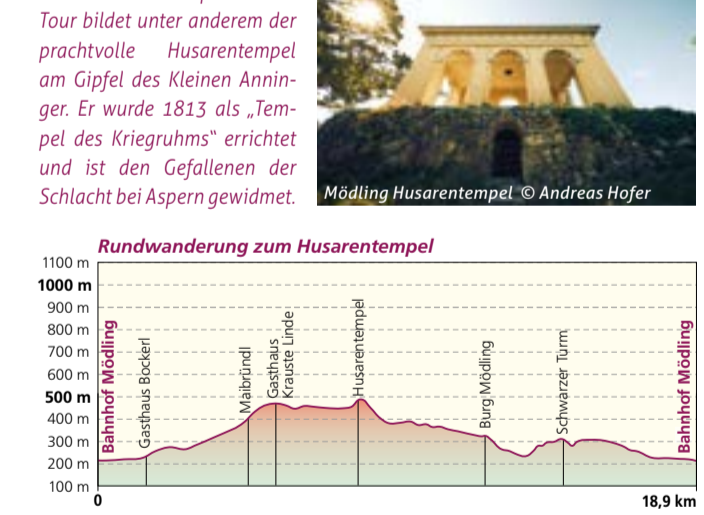 Tour bildet unter anderem der
prachtvolle Husarentempel
am Gipfel des Kleinen Annin-
ger. Er wurde 1813 als „Tem-
pel des Kriegruhms“ errichtet
und ist den Gefallenen der
Schlacht bei Aspern gewidmet.
Mödling Husarentempel © Andreas Hofer
Rundwanderung zum Husarentempel
1100 m
1000 m
900 m
800 m
700 m
600 m
500 m
400 m
300 m
200 m
100 m
Bahnhof Mödling
Gasthaus Bockerl
Maibründl
Gasthaus
Krauste Linde
Husarentempel
Burg Mödling
Schwarzer Turm
Bahnhof Mödling
0
18,9 km